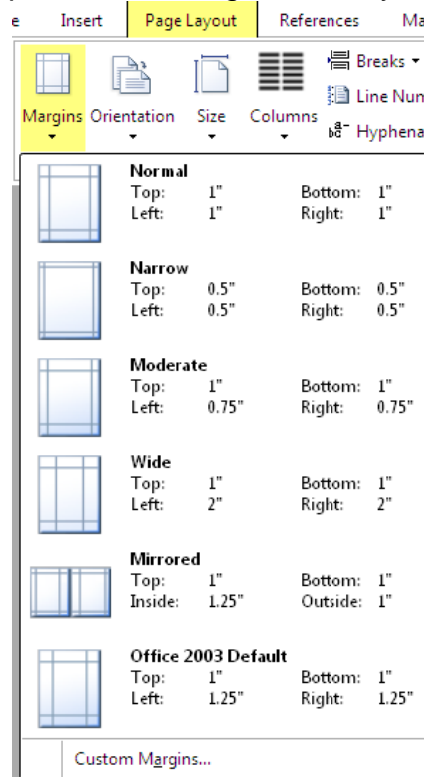 Insert Page Layout References
Breaks
Line Num
Margins Orientation Size Columns
Hyphena
Normal
Top: 1" Bottom: 1"
Left: 1" Right: 1"
Narrow
Top: 0.5" Bottom: 0.5"
Left: 0.5" Right: 0.5"
Moderate
Top: 1" Bottom: 1"
Left: 0.75" Right: 0.75"
Wide
Top: 1" Bottom: 1"
Left: 2" Right: 2"
Mirrored
Top: 1" Bottom: 1"
Inside: 1.25" Outside: 1"
Office 2003 Default
Top: 1" Bottom: 1"
Left: 1.25" Right: 1.25"
Custom Margins...